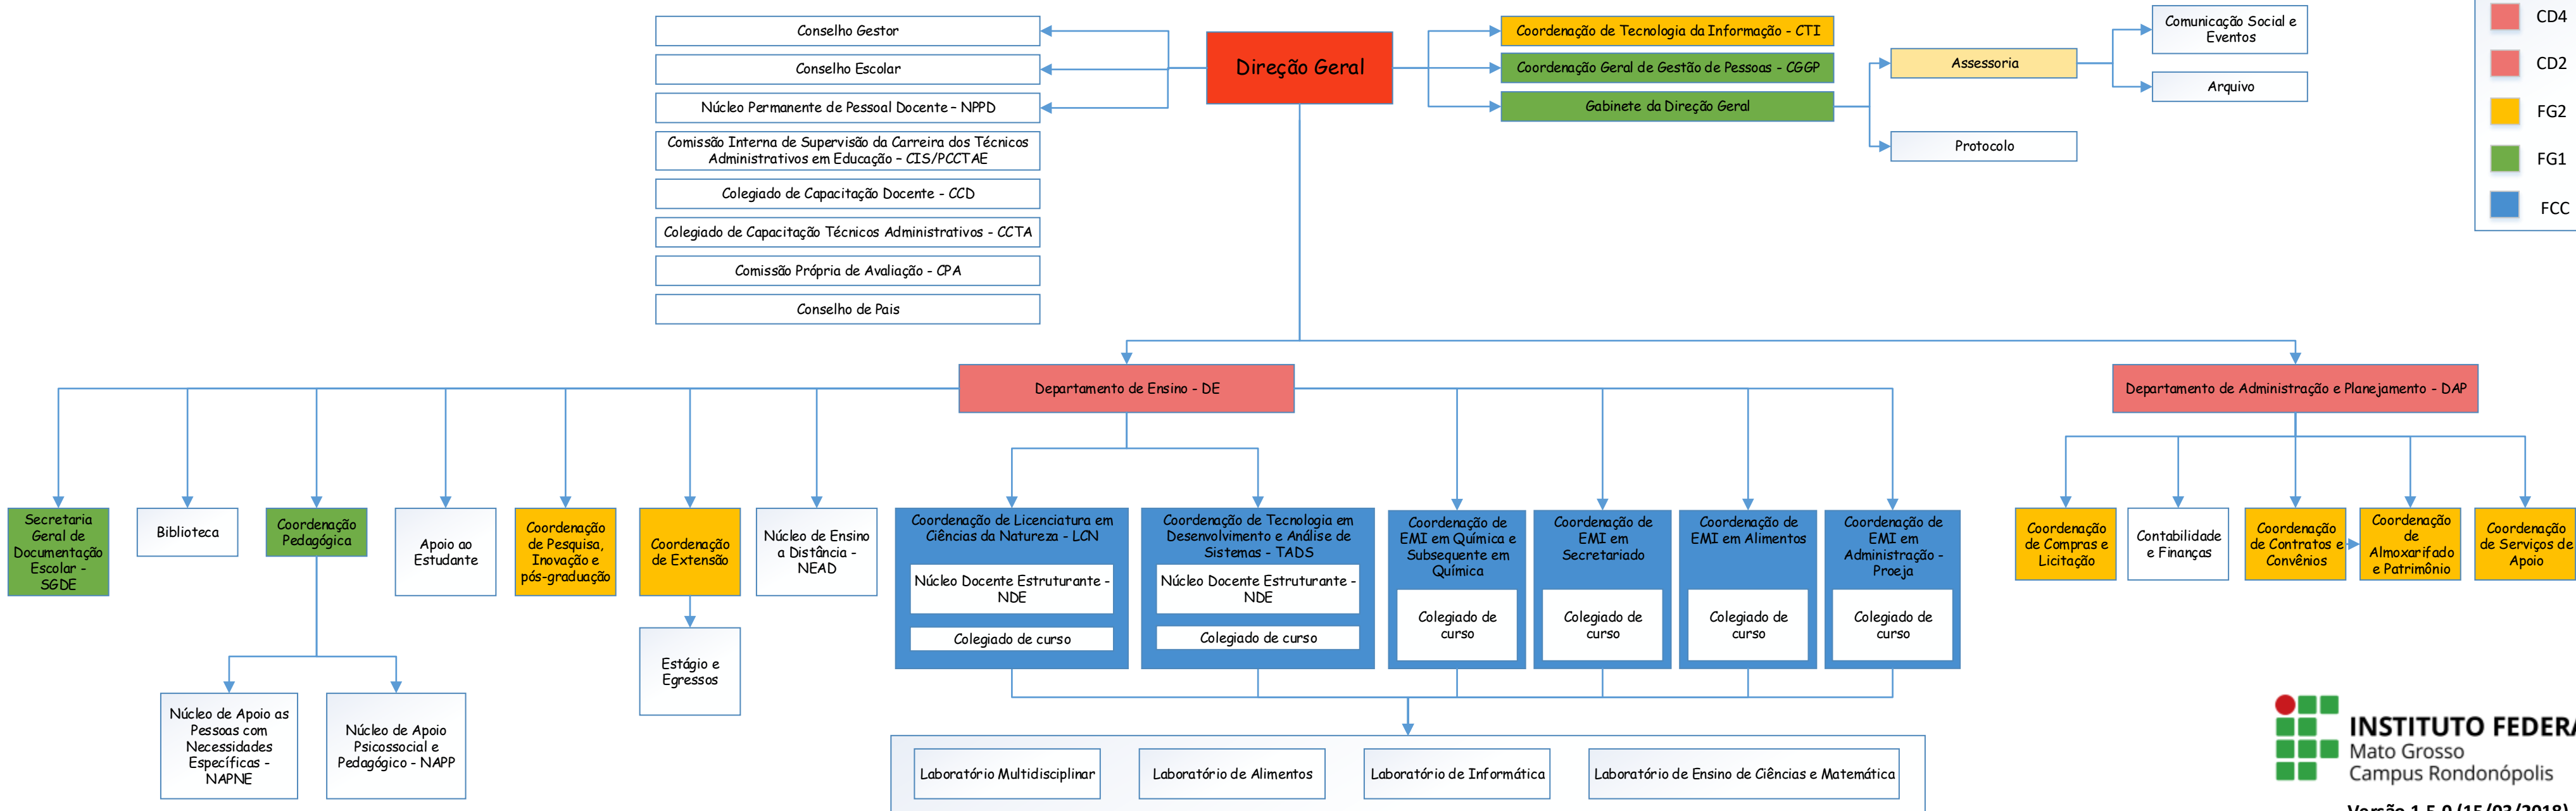 Conselho Gestor
Conselho Escolar
Núcleo Permanente de Pessoal Docente – NPPD
Comissão Interna de Supervisão da Carreira dos Técnicos
Administrativos em Educação – CIS/PCCTAE
Colegiado de Capacitação Docente - CCD
Colegiado de Capacitação Técnicos Administrativos - CCTA
Comissão Própria de Avaliação - CPA
Conselho de Pais
Direção Geral
Coordenação de Tecnologia da Informação - CTI
Coordenação Geral de Gestão de Pessoas - CGGP
Gabinete da Direção Geral
Assessoria
Protocolo
Comunicação Social e
Eventos
Arquivo
CD4
CD2
FG2
FG1
FCC
Departamento de Ensino - DE
Departamento de Administração e Planejamento - DAP
Secretaria
Geral de
Documentação
Escolar -
SGDE
Biblioteca
Coordenação
Pedagógica
Apoio ao
Estudante
Coordenação
de Pesquisa,
Inovação e
pós-graduação
Coordenação
de Extensão
Núcleo de Ensino
a Distância -
NEAD
Coordenação de Licenciatura em
Ciências da Natureza - LCN
Núcleo Docente Estruturante -
NDE
Colegiado de curso
Coordenação de Tecnologia em
Desenvolvimento e Análise de
Sistemas - TADS
Núcleo Docente Estruturante -
NDE
Colegiado de curso
Coordenação de
EMI em Química e
Subsequente em
Química
Colegiado de
curso
Coordenação de
EMI em
Secretariado
Colegiado de
curso
Coordenação de
EMI em Alimentos
Colegiado de
curso
Coordenação de
EMI em
Administração -
Proeja
Colegiado de
curso
Coordenação
de Compras e
Licitação
Contabilidade
e Finanças
Coordenação
de Contratos e
Convênios
Coordenação
de
Almoxarifado
e Patrimônio
Coordenação
de Serviços de
Apoio
Núcleo de Apoio as
Pessoas com
Necessidades
Específicas -
NAPNE
Núcleo de Apoio
Psicossocial e
Pedagógico - NAPP
Estágio e
Egressos
Laboratório Multidisciplinar
Laboratório de Alimentos
Laboratório de Informática
Laboratório de Ensino de Ciências e Matemática
INSTITUTO FEDERA
Mato Grosso
Campus Rondonópolis
Versão 1.5.0 (15/03/2018)